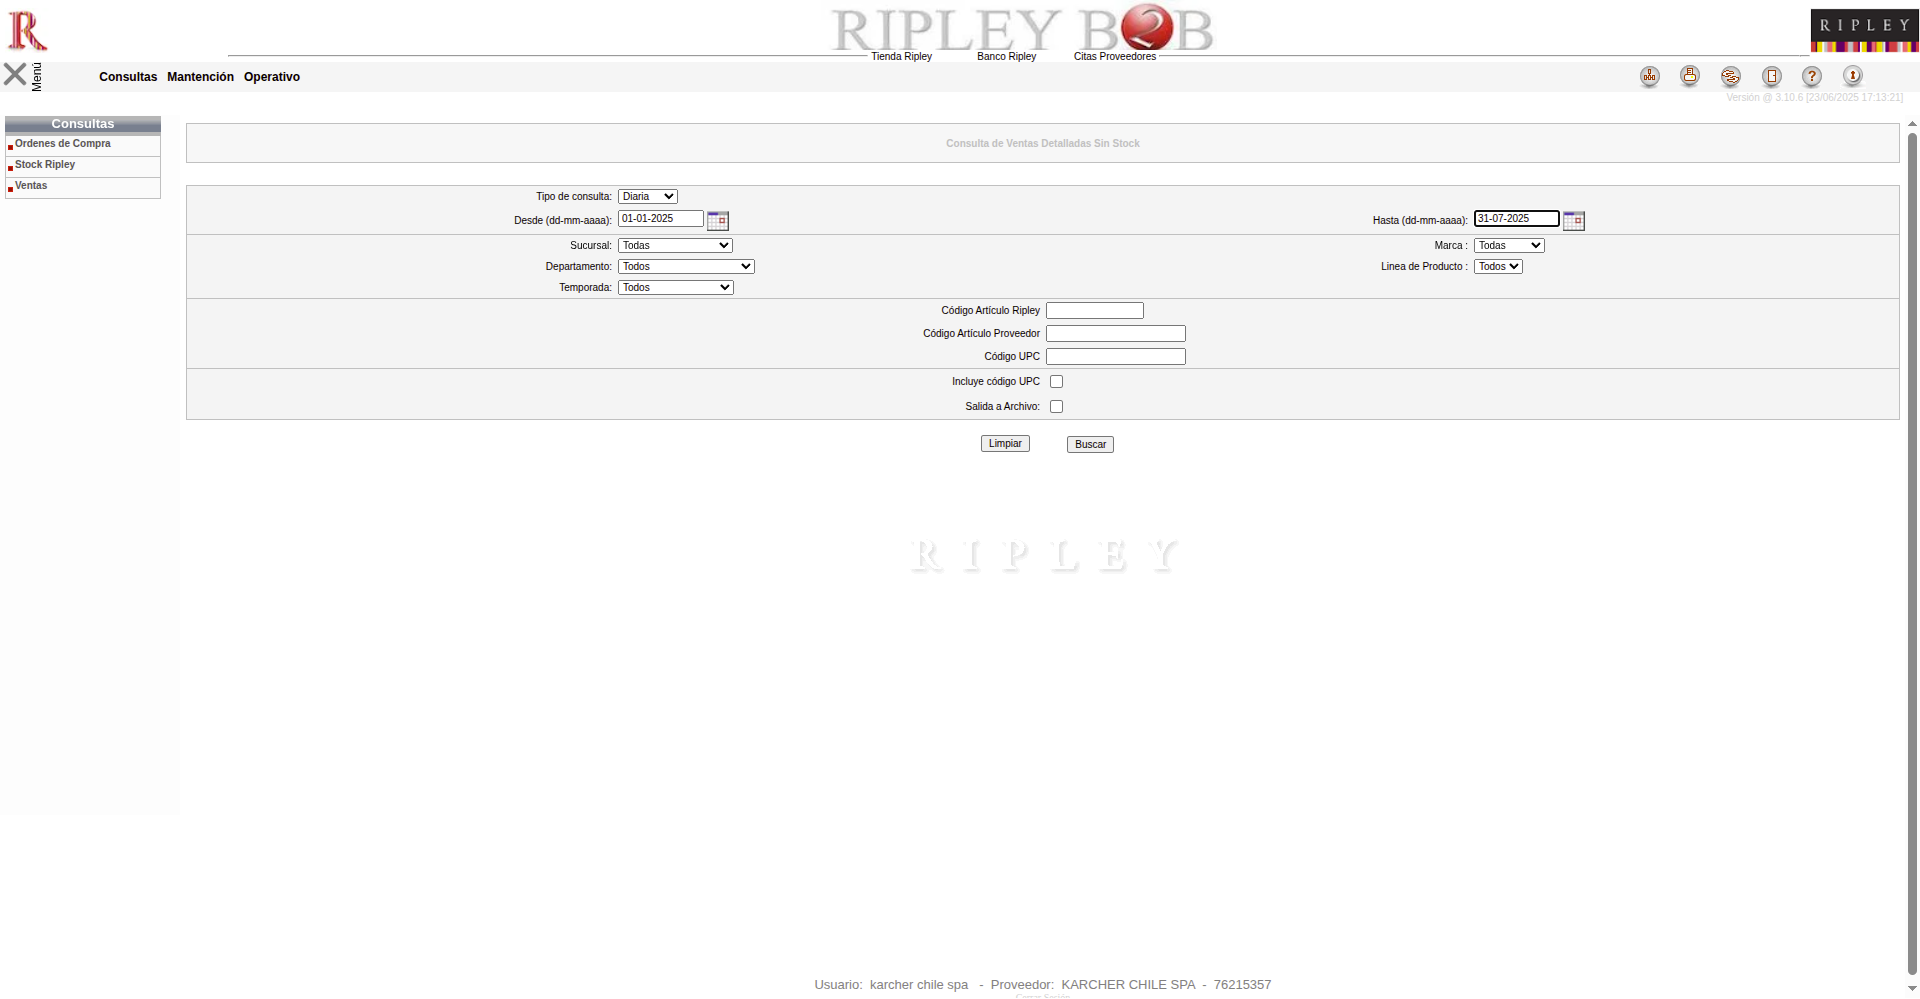 R
RIPLEY B2B
RIPLEY
Tienda Ripley Banco Ripley Citas Proveedores
Menú
Consultas Mantención Operativo
?
Versión @ 3.10.6 [23/06/2025 17:13:21]
Consultas
Ordenes de Compra
Stock Ripley
Ventas
Consulta de Ventas Detalladas Sin Stock
Tipo de consulta: Diaria
Desde (dd-mm-aaaa): 01-01-2025 Hasta (dd-mm-aaaa): 31-07-2025
Sucursal: Todas Marca : Todas
Departamento: Todos Linea de Producto : Todos
Temporada: Todos
Código Artículo Ripley
Código Artículo Proveedor
Código UPC
Incluye código UPC
Salida a Archivo:
Limpiar Buscar
RIPLEY
Usuario: karcher chile spa - Proveedor: KARCHER CHILE SPA - 76215357
Cerrar Sesión